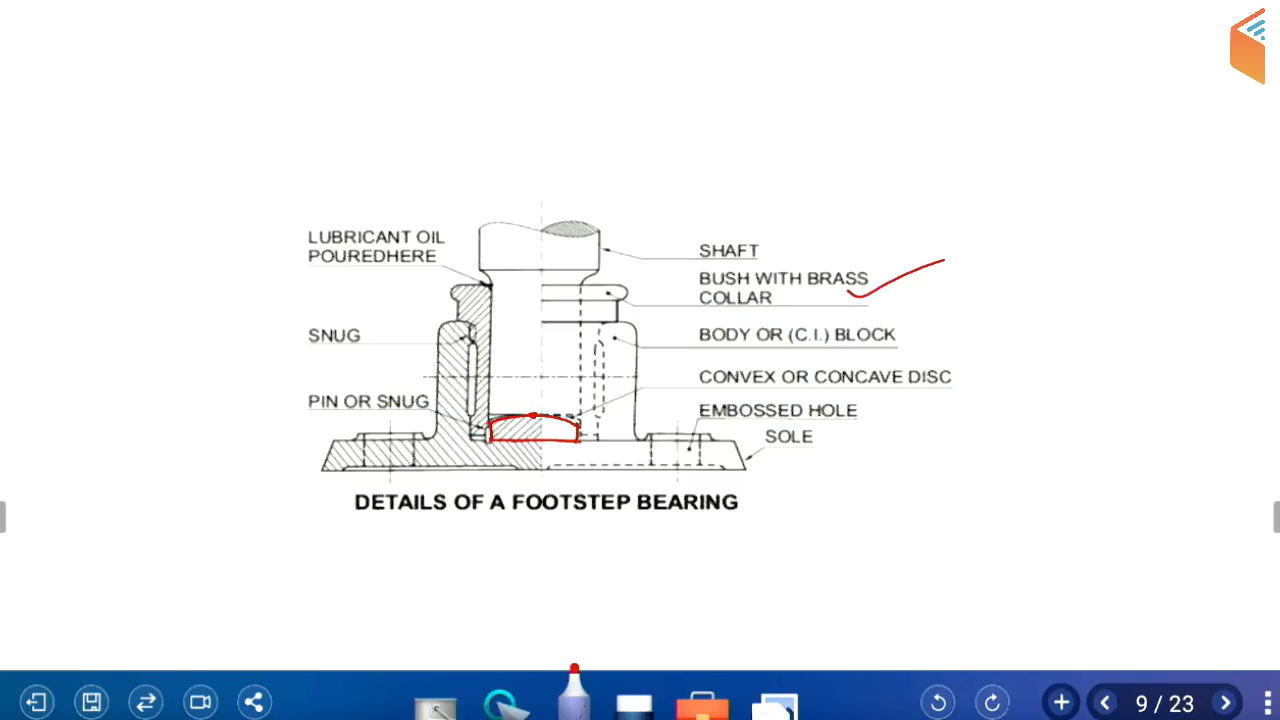 LUBRICANT OIL
POUREDHERE
SHAFT
BUSH WITH BRASS
COLLAR
SNUG
BODY OR (C.I.) BLOCK
CONVEX OR CONCAVE DISC
PIN OR SNUG
EMBOSSED HOLE
SOLE
DETAILS OF A FOOTSTEP BEARING
9 / 23